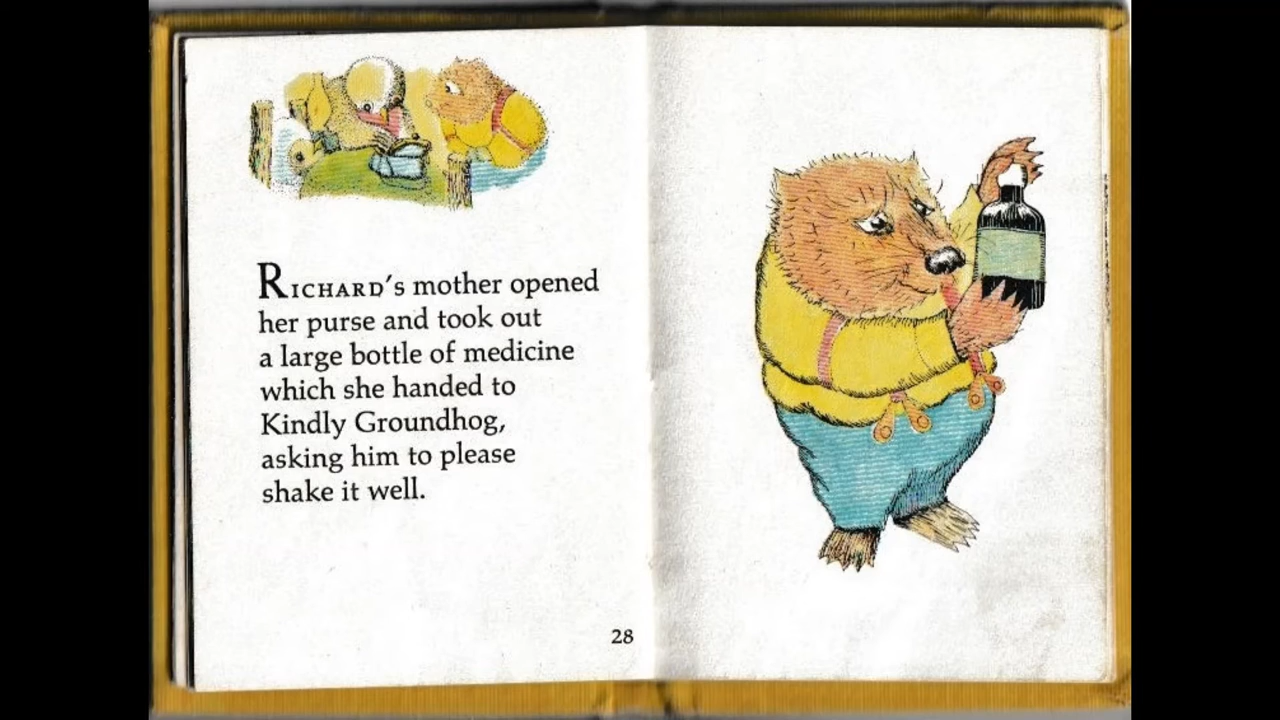 RICHARD's mother opened
her purse and took out
a large bottle of medicine
which she handed to
Kindly Groundhog,
asking him to please
shake it well.
28